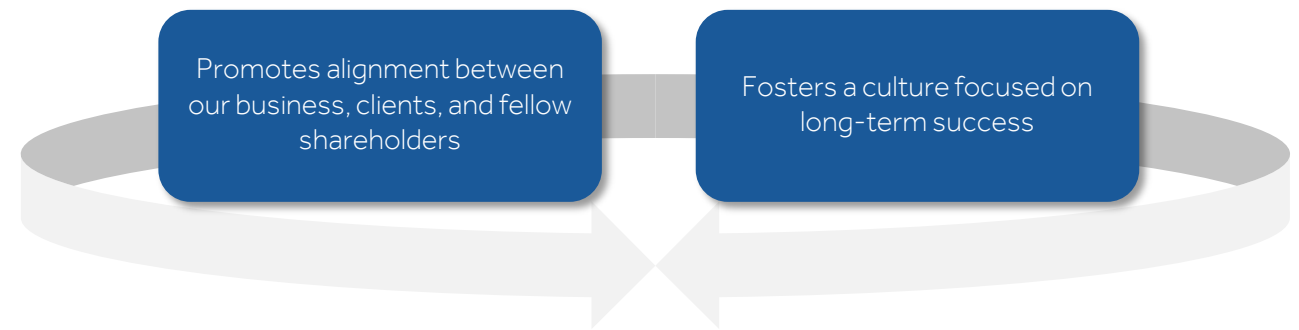 Promotes alignment between
our business, clients, and fellow
shareholders
Fosters a culture focused on
long-term success